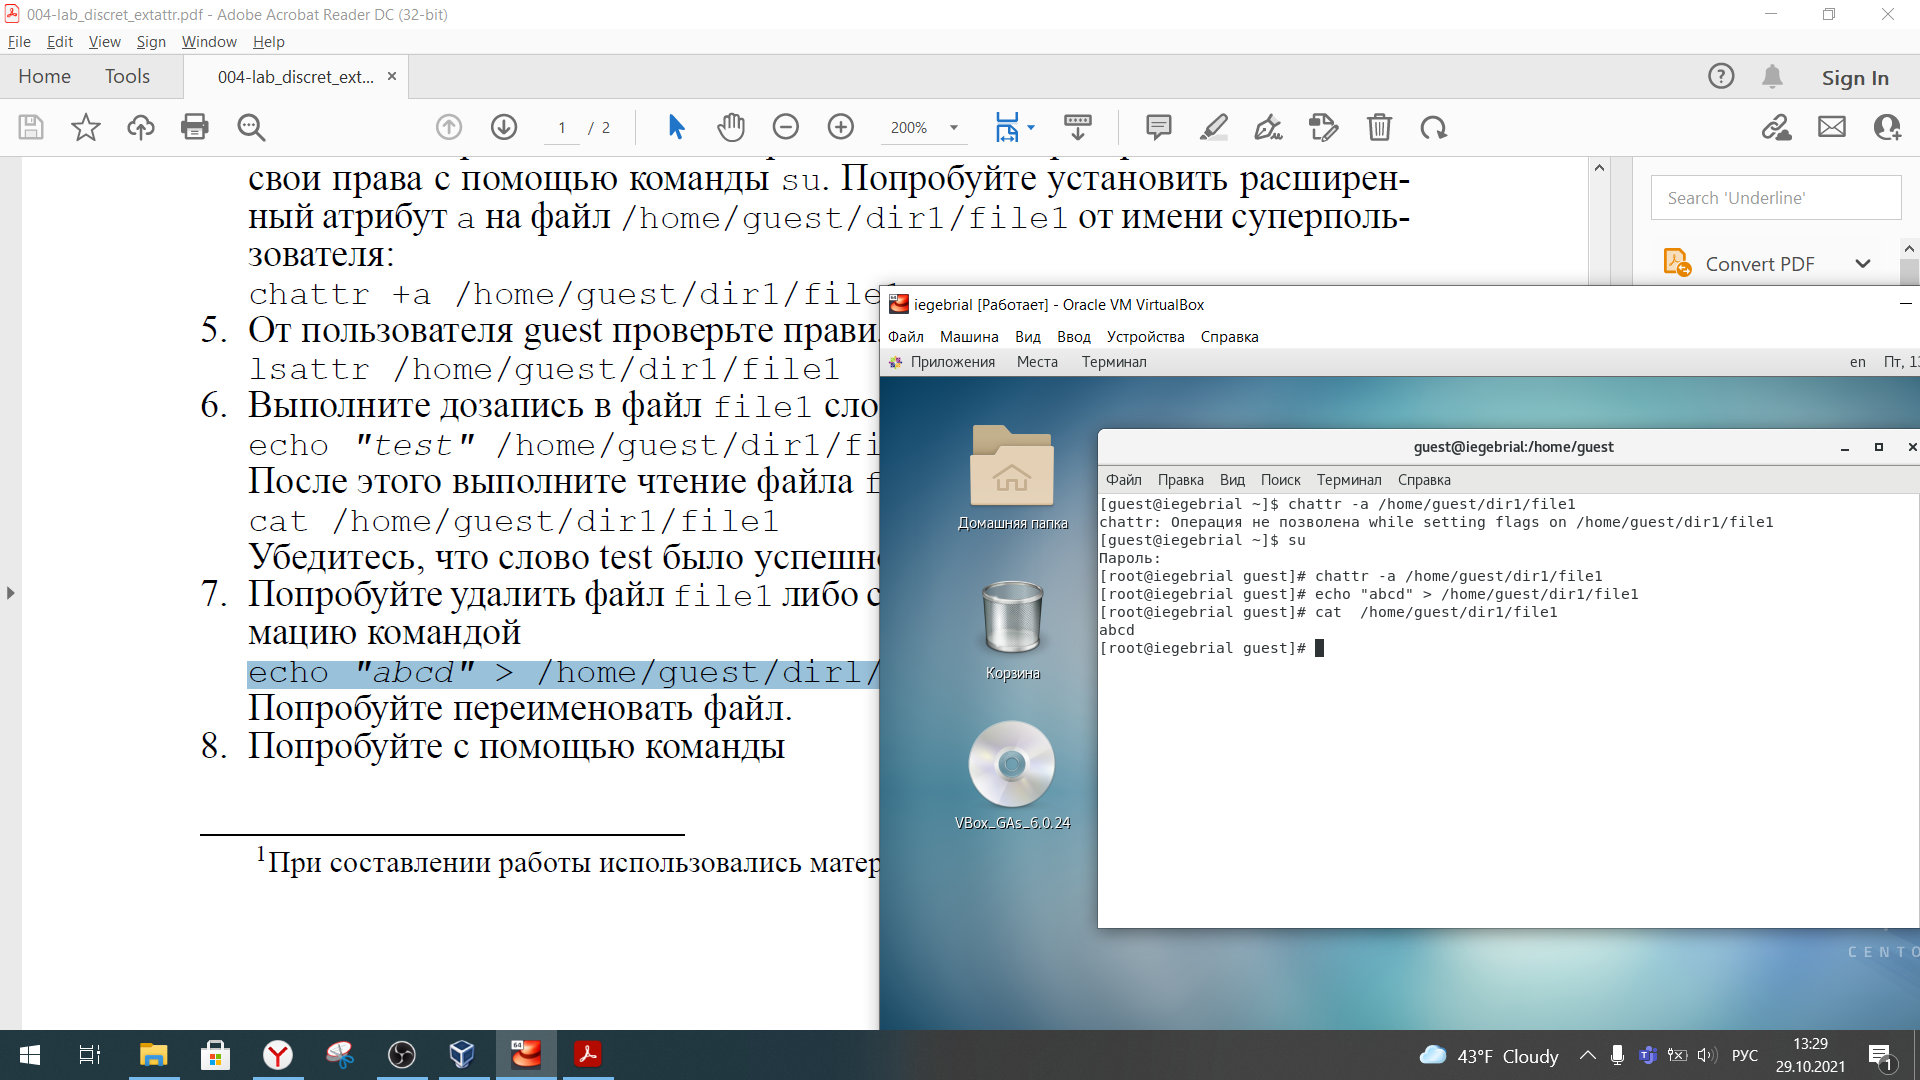 004-lab_discret_extattr.pdf - Adobe Acrobat Reader DC (32-bit)
File Edit View Sign Window Help
Home Tools 004-lab_discret_ext... × Sign In
1 / 2 200%
свои права с помощью команды su. Попробуйте установить расширен-
ный атрибут a на файл /home/guest/dir1/file1 от имени суперполь-
зователя:
chattr +a /home/guest/dir1/file1
5. От пользователя guest проверьте
lsattr /home/guest/dir1/file1
6. Выполните дозапись в файл file1
echo "test" /home/guest/dir1/fi
После этого выполните чтение файла
cat /home/guest/dir1/file1
Убедитесь, что слово test было
7. Попробуйте удалить файл file1 либо с
мацию командой
echo "abcd" > /home/guest/dir1/
Попробуйте переименовать файл.
8. Попробуйте с помощью команды
1При составлении работы использовались
Search 'Underline'
Convert PDF
iegebrial [Работает] - Oracle VM VirtualBox
Файл Машина Вид Ввод Устройства Справка
Приложения Места Терминал en Пт,
Домашняя папка
Корзина
VBox_GAs_6.0.24
guest@iegebrial:/home/guest
Файл Правка Вид Поиск Терминал Справка
[guest@iegebrial ~]$ chattr -a /home/guest/dir1/file1
chattr: Операция не позволена while setting flags on /home/guest/dir1/file1
[guest@iegebrial ~]$ su
Пароль:
[root@iegebrial guest]# chattr -a /home/guest/dir1/file1
[root@iegebrial guest]# echo "abcd" > /home/guest/dir1/file1
[root@iegebrial guest]# cat  /home/guest/dir1/file1
abcd
[root@iegebrial guest]#
CENTO
43°F Cloudy РУС 13:29
29.10.2021
1